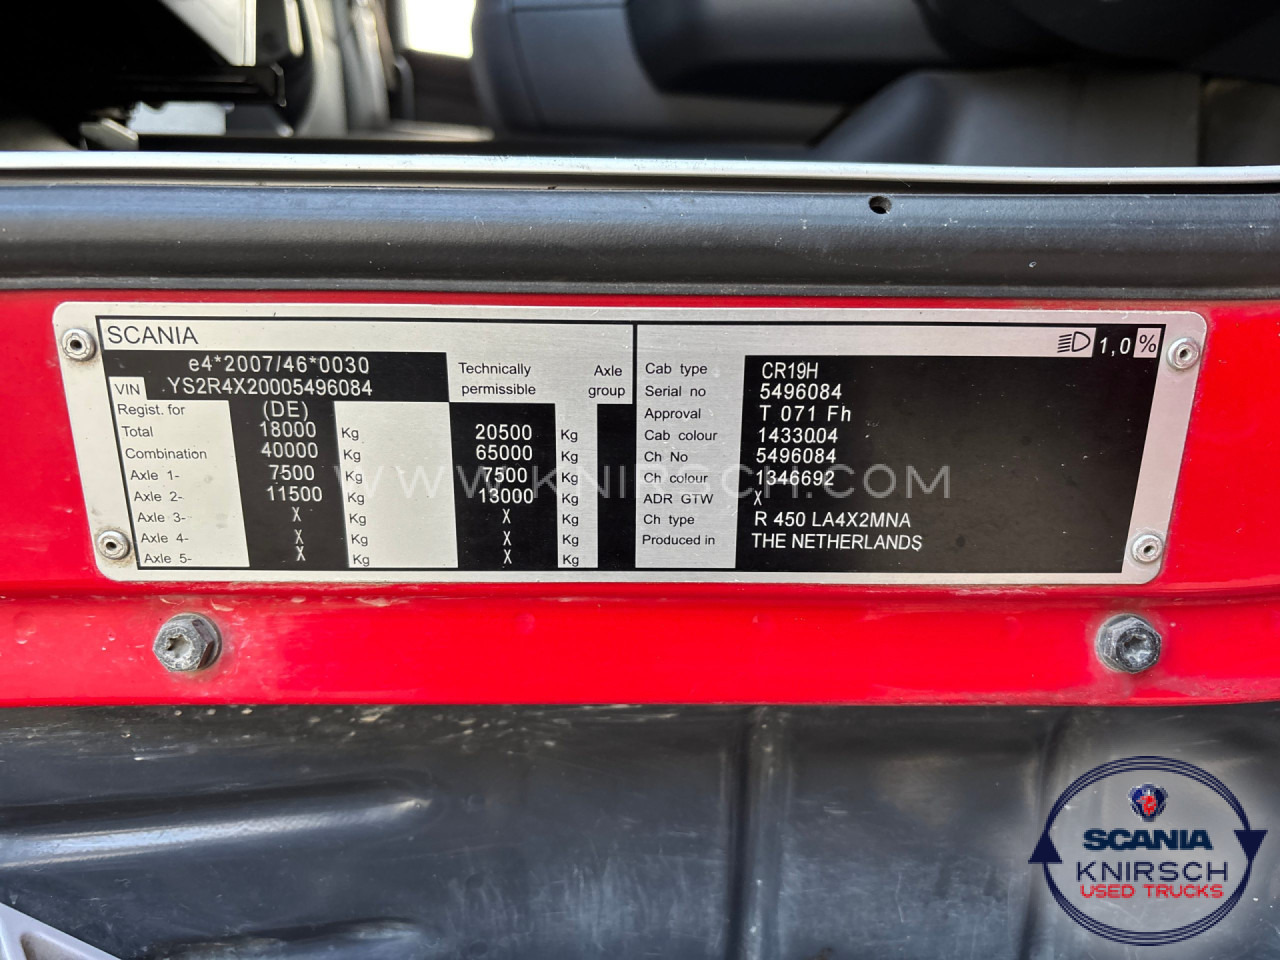 SCANIA
e4*2007/46*0030
VIN YS2R4X20005496084
Technically permissible
Axle group
Regist. for (DE)
Total 18000 Kg 20500 Kg
Combination 40000 Kg 65000 Kg
Axle 1- 7500 Kg 7500 Kg
Axle 2- 11500 Kg 13000 Kg
Axle 3- X Kg X Kg
Axle 4- X Kg X Kg
Axle 5- X Kg X Kg
1,0 %
Cab type CR19H
Serial no 5496084
Approval T 071 Fh
Cab colour 1433004
Ch No 5496084
Ch colour 1346692
ADR GTW X
Ch type R 450 LA4X2MNA
Produced in THE NETHERLANDS
WWW.KNIRSCH.COM
SCANIA
KNIRSCH
USED TRUCKS